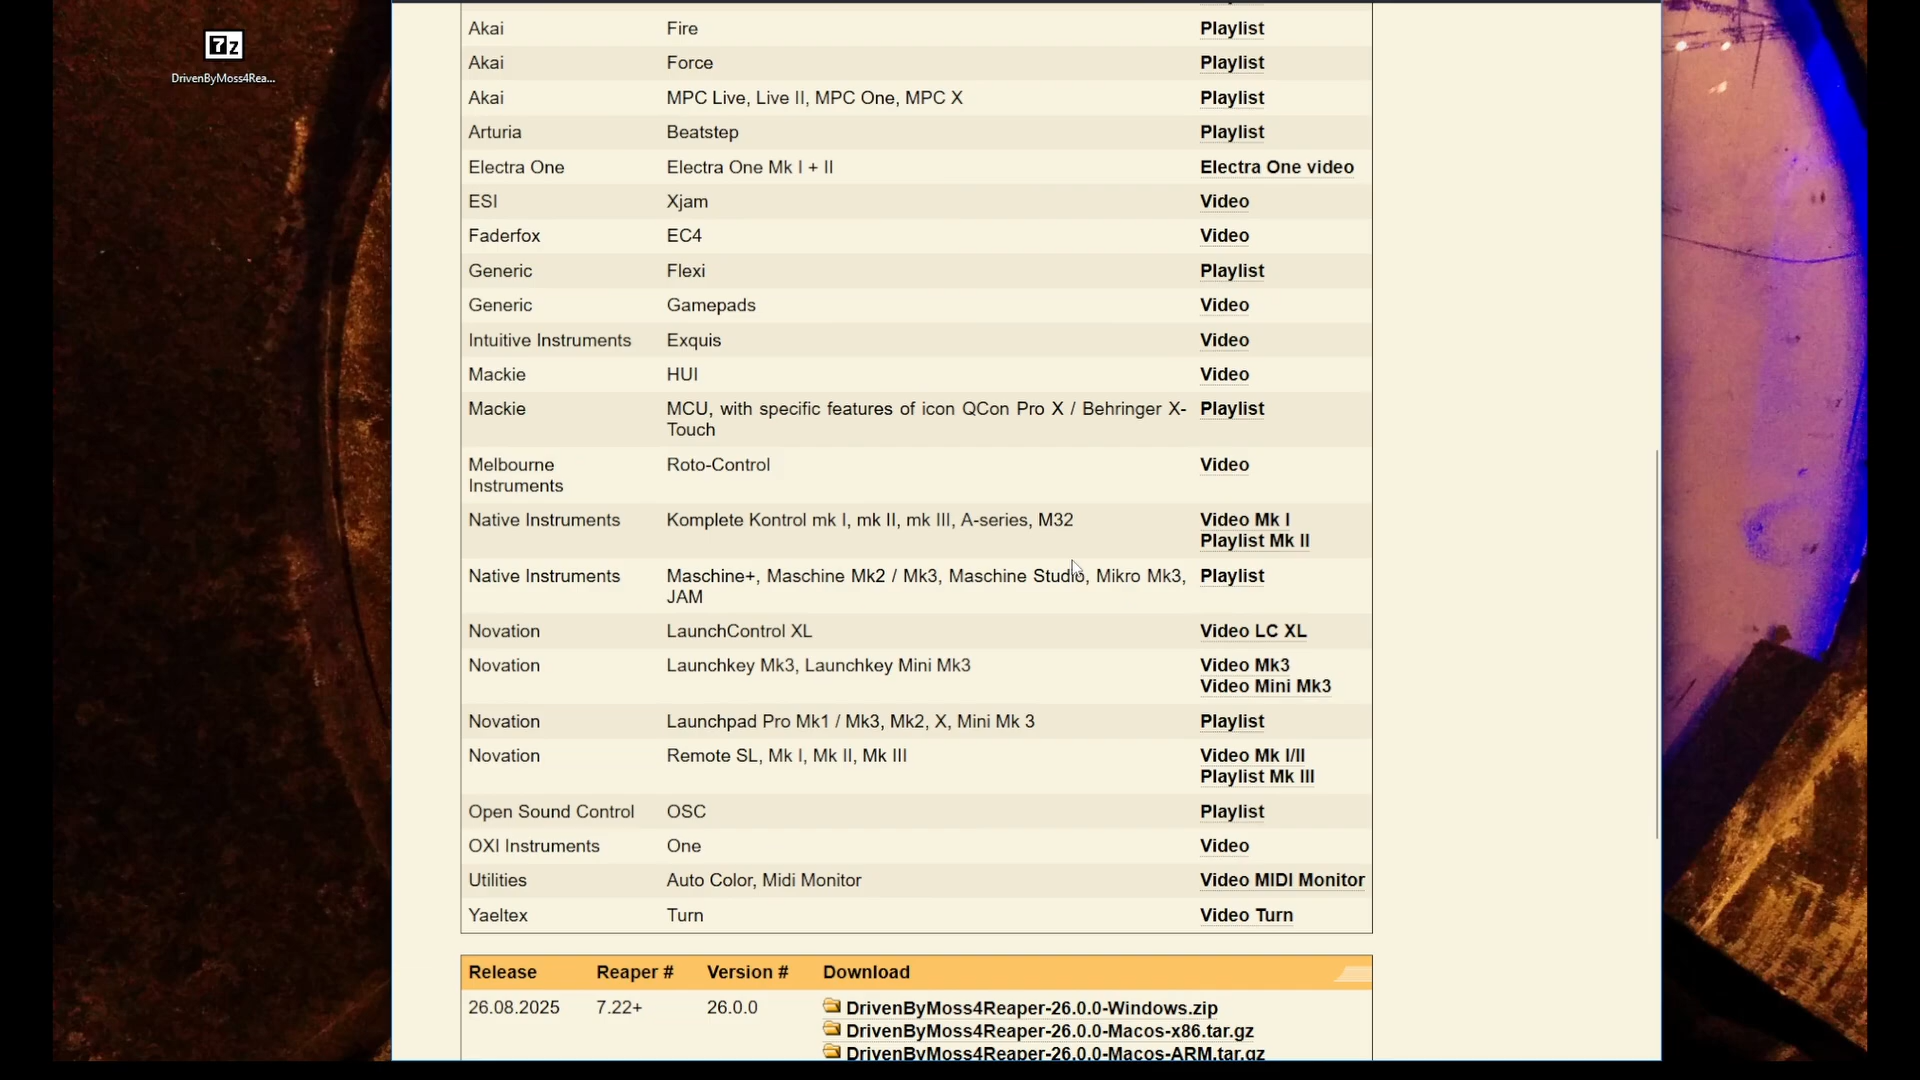 DrivenByMoss4Rea...
Akai Fire Playlist
Akai Force Playlist
Akai MPC Live, Live II, MPC One, MPC X Playlist
Arturia Beatstep Playlist
Electra One Electra One Mk I + II Electra One video
ESI Xjam Video
Faderfox EC4 Video
Generic Flexi Playlist
Generic Gamepads Video
Intuitive Instruments Exquis Video
Mackie HUI Video
Mackie MCU, with specific features of icon QCon Pro X / Behringer X- Playlist
Touch
Melbourne Roto-Control Video
Instruments
Native Instruments Komplete Kontrol mk I, mk II, mk III, A-series, M32 Video Mk I
Playlist Mk II
Native Instruments Maschine+, Maschine Mk2 / Mk3, Maschine Studio, Mikro Mk3, Playlist
JAM
Novation LaunchControl XL Video LC XL
Novation Launchkey Mk3, Launchkey Mini Mk3 Video Mk3
Video Mini Mk3
Novation Launchpad Pro Mk1 / Mk3, Mk2, X, Mini Mk 3 Playlist
Novation Remote SL, Mk I, Mk II, Mk III Video Mk I/II
Playlist Mk III
Open Sound Control OSC Playlist
OXI Instruments One Video
Utilities Auto Color, Midi Monitor Video MIDI Monitor
Yaeltex Turn Video Turn
Release Reaper # Version # Download
26.08.2025 7.22+ 26.0.0 DrivenByMoss4Reaper-26.0.0-Windows.zip
DrivenByMoss4Reaper-26.0.0-Macos-x86.tar.gz
DrivenByMoss4Reaper-26.0.0-Macos-ARM.tar.gz
7z